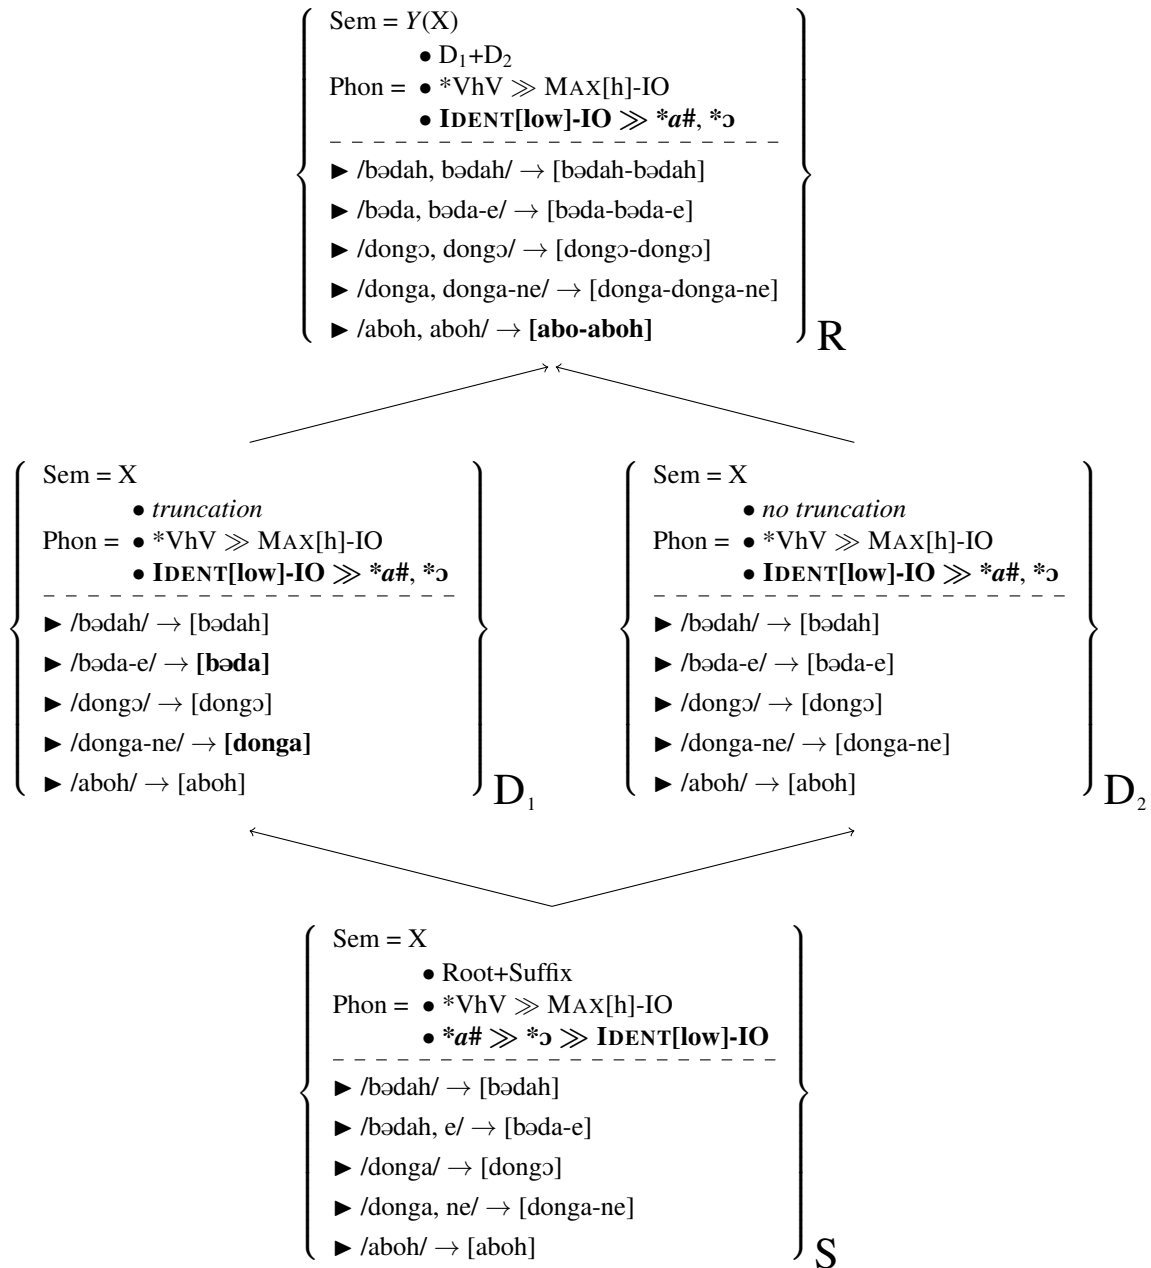 Sem = Y(X)
• D₁+D₂
Phon = • *VhV ≫ MAX[h]-IO
• IDENT[low]-IO ≫ *a#, *ɔ
► /bədah, bədah/ → [bədah-bədah]
► /bəda, bəda-e/ → [bəda-bəda-e]
► /dongɔ, dongɔ/ → [dongɔ-dongɔ]
► /donga, donga-ne/ → [donga-donga-ne]
► /aboh, aboh/ → [abo-aboh]
R
Sem = X
• truncation
Phon = • *VhV ≫ MAX[h]-IO
• IDENT[low]-IO ≫ *a#, *ɔ
► /bədah/ → [bədah]
► /bəda-e/ → [bəda]
► /dongɔ/ → [dongɔ]
► /donga-ne/ → [donga]
► /aboh/ → [aboh]
D₁
Sem = X
• no truncation
Phon = • *VhV ≫ MAX[h]-IO
• IDENT[low]-IO ≫ *a#, *ɔ
► /bədah/ → [bədah]
► /bəda-e/ → [bəda-e]
► /dongɔ/ → [dongɔ]
► /donga-ne/ → [donga-ne]
► /aboh/ → [aboh]
D₂
Sem = X
• Root+Suffix
Phon = • *VhV ≫ MAX[h]-IO
• *a# ≫ *ɔ ≫ IDENT[low]-IO
► /bədah/ → [bədah]
► /bədah, e/ → [bəda-e]
► /donga/ → [dongɔ]
► /donga, ne/ → [donga-ne]
► /aboh/ → [aboh]
S